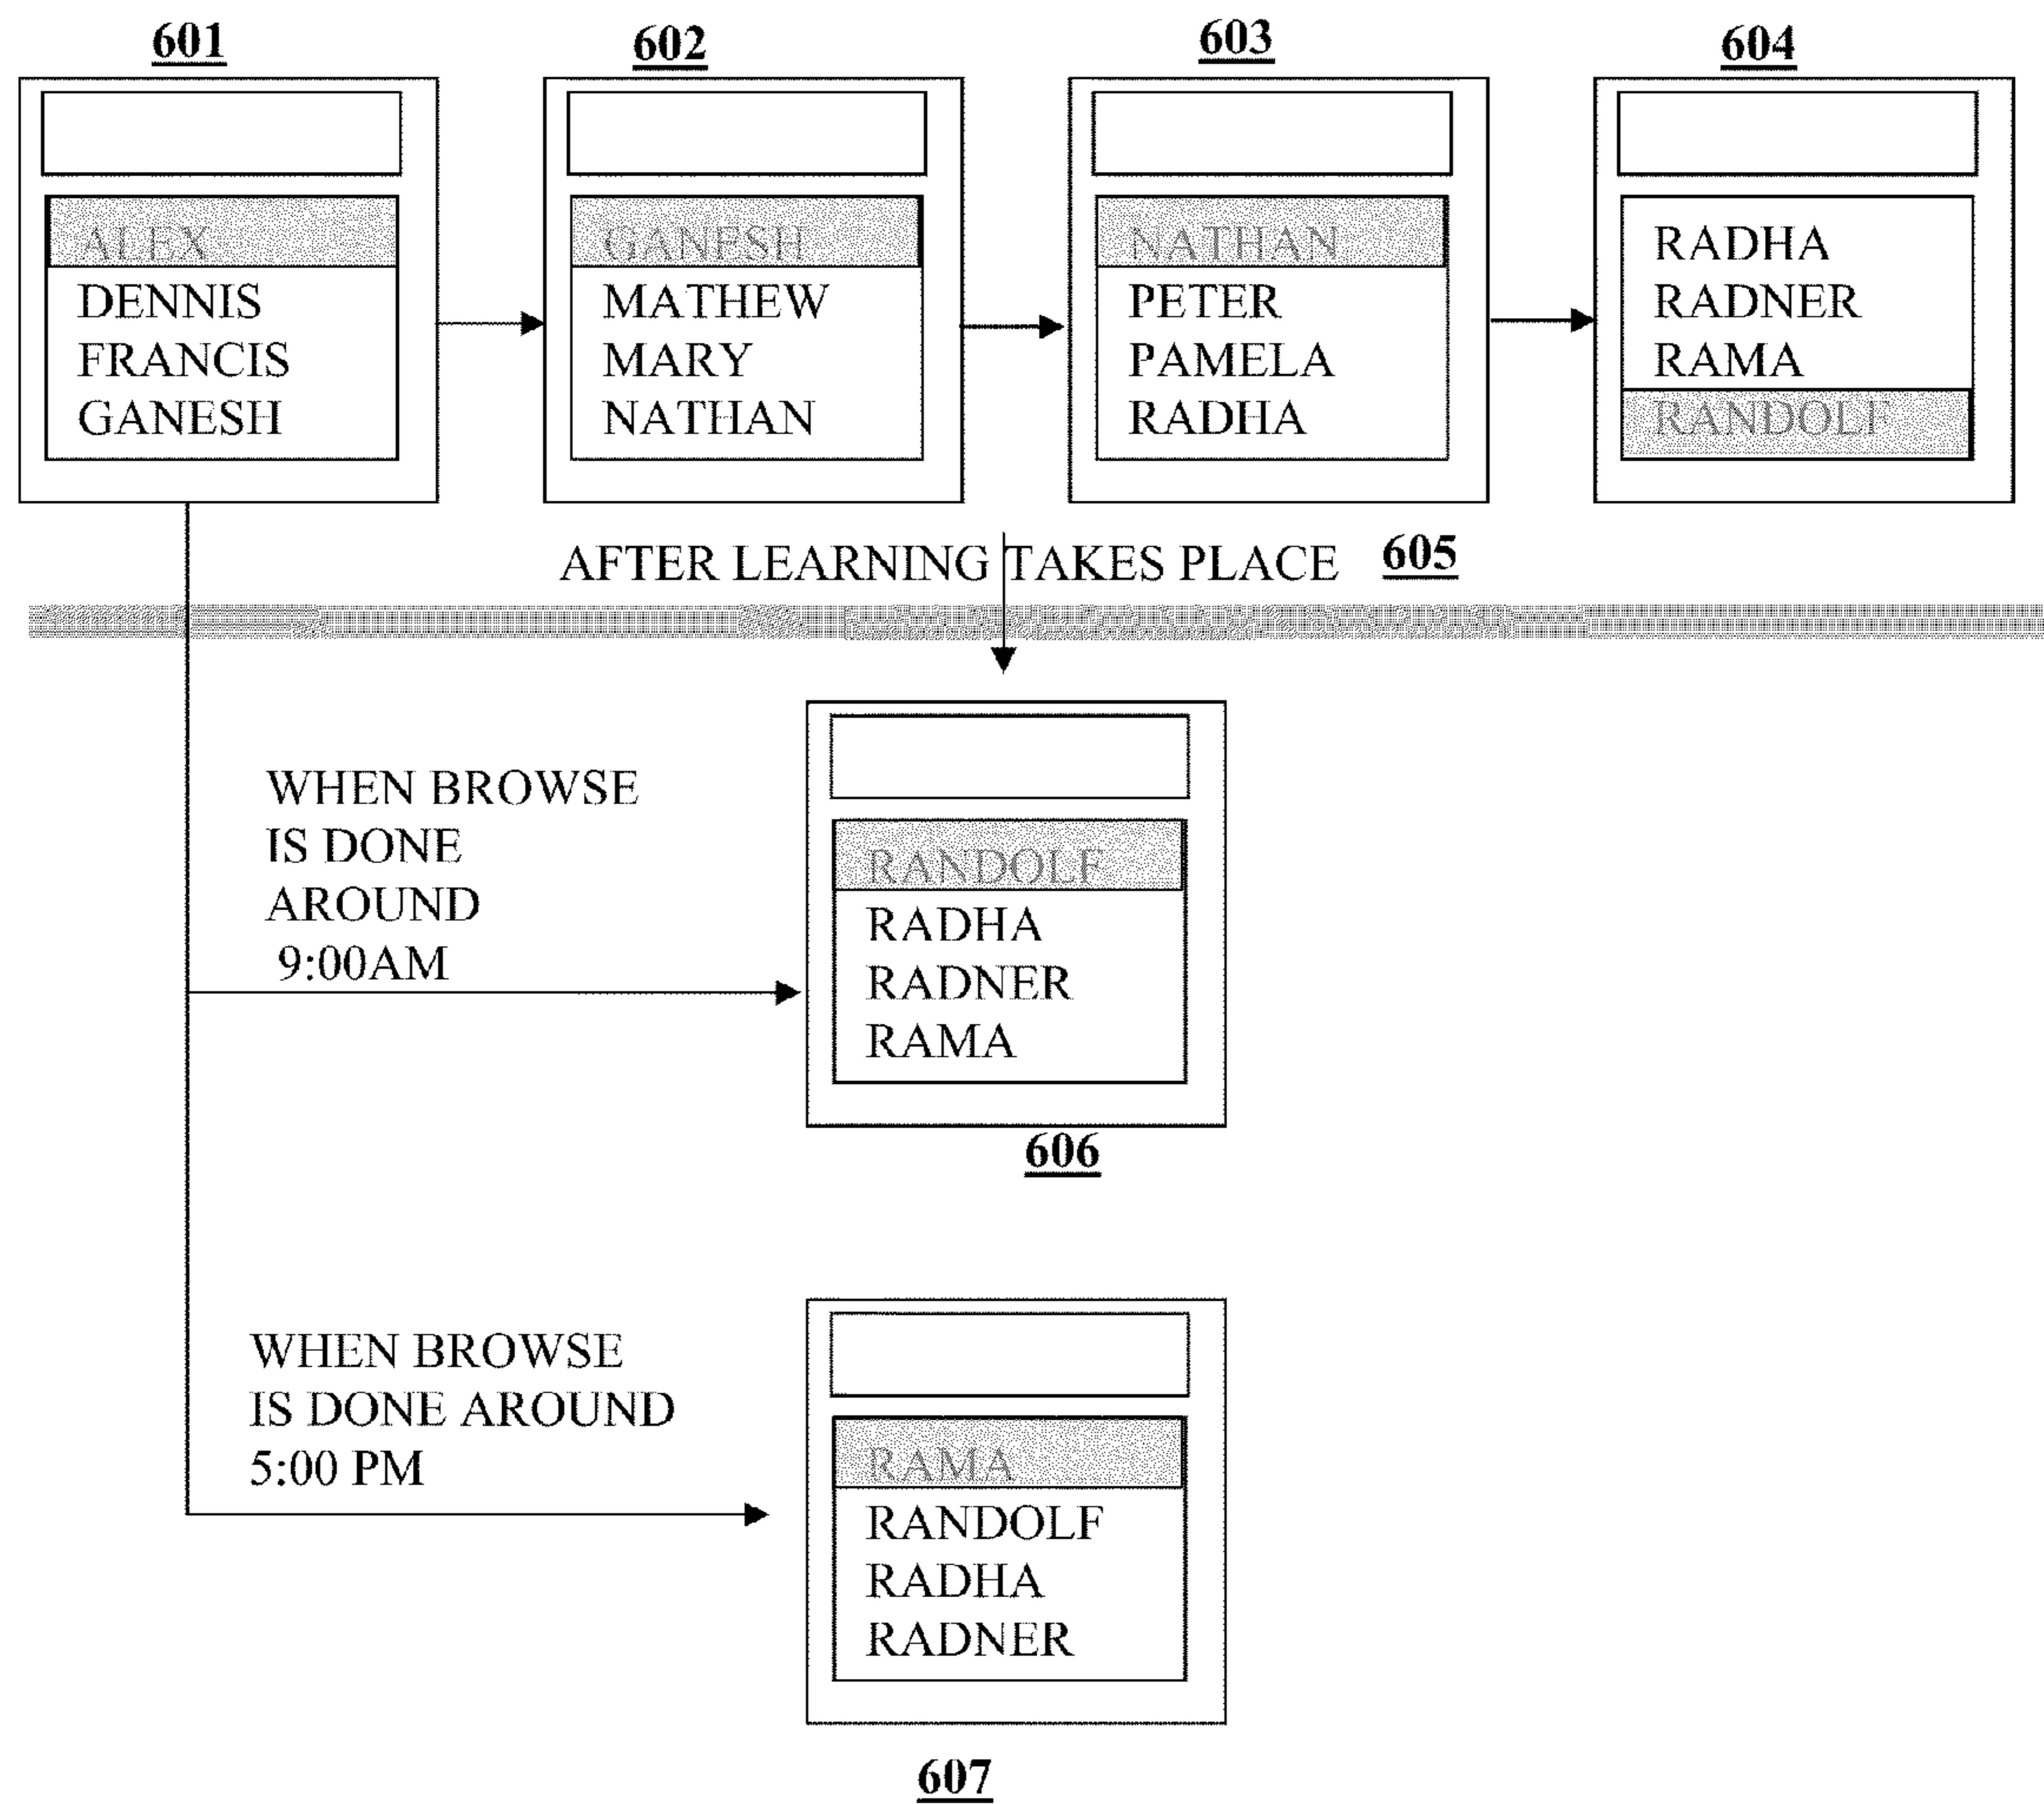 601
602
603
604
ALEX
DENNIS
FRANCIS
GANESH
GANESH
MATHEW
MARY
NATHAN
NATHAN
PETER
PAMELA
RADHA
RADHA
RADNER
RAMA
RANDOLF
AFTER LEARNING TAKES PLACE 605
WHEN BROWSE
IS DONE
AROUND
9:00AM
RANDOLF
RADHA
RADNER
RAMA
606
WHEN BROWSE
IS DONE AROUND
5:00 PM
RAMA
RANDOLF
RADHA
RADNER
607